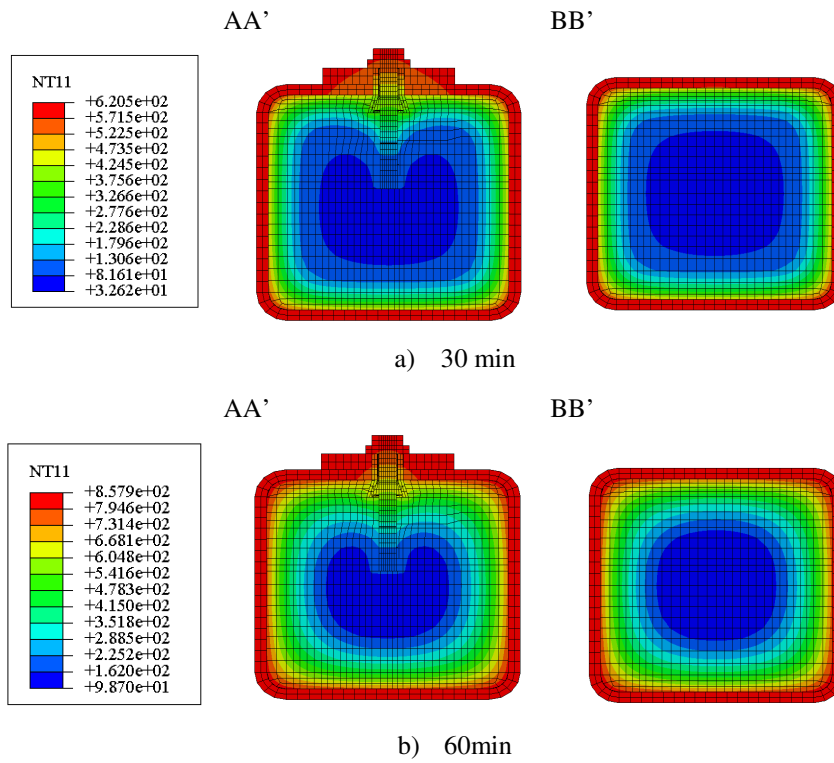 AA’ BB’
NT11
+6.205e+02
+5.715e+02
+5.225e+02
+4.735e+02
+4.245e+02
+3.756e+02
+3.266e+02
+2.776e+02
+2.286e+02
+1.796e+02
+1.306e+02
+8.161e+01
+3.262e+01
a) 30 min
AA’ BB’
NT11
+8.579e+02
+7.946e+02
+7.314e+02
+6.681e+02
+6.048e+02
+5.416e+02
+4.783e+02
+4.150e+02
+3.518e+02
+2.885e+02
+2.252e+02
+1.620e+02
+9.870e+01
b) 60min